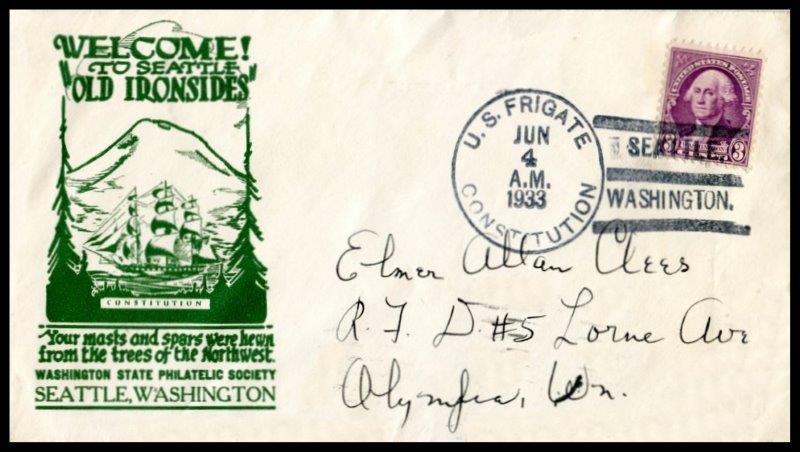 WELCOME!
TO SEATTLE
"OLD IRONSIDES"
CONSTITUTION
Your masts and spars were hewn
from the trees of the Northwest.
WASHINGTON STATE PHILATELIC SOCIETY
SEATTLE, WASHINGTON
U.S. FRIGATE
JUN
4
A.M.
1933
CONSTITUTION
SEATTLE.
WASHINGTON.
UNITED STATES POSTAGE
3
Elmer Allan Clees
R. F. D. #5 Lorne Ave
Olympia, Wn.